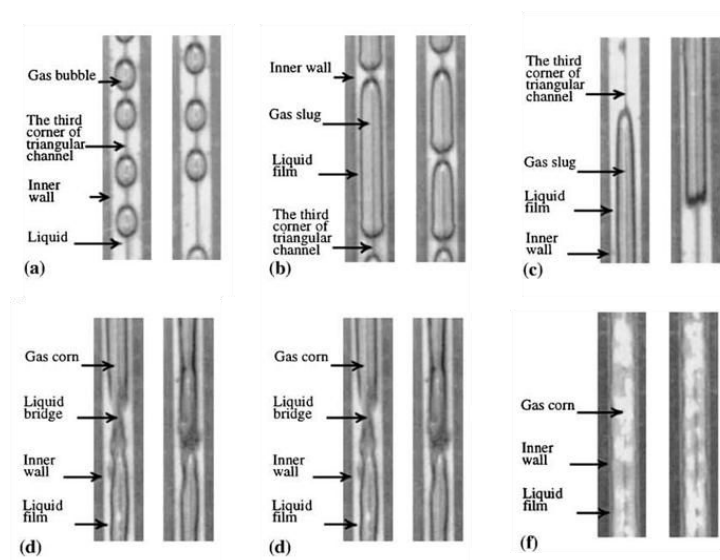 (a)
Gas bubble
The third
corner of
triangular
channel
Inner
wall
Liquid
(b)
Inner wall
Gas slug
Liquid
film
The third
corner of
triangular
channel
(c)
The third
corner of
triangular
channel
Gas slug
Liquid
film
Inner
wall
Gas corn
Liquid
bridge
Inner
wall
Liquid
film
(d)
Gas corn
Liquid
bridge
Inner
wall
Liquid
film
(d)
Gas corn
Inner
wall
Liquid
film
(f)